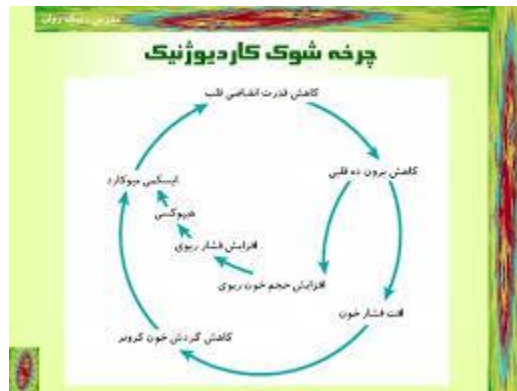 چرخه شوک کاردیوژنیک
کاهش قدرت انقباضی قلب
کاهش برون ده قلبی
ایسکمی میوکارد
هیپوکسی
افزایش فشار ریوی
افزایش حجم خون ریوی
افت فشار خون
کاهش گردش خون کرونر